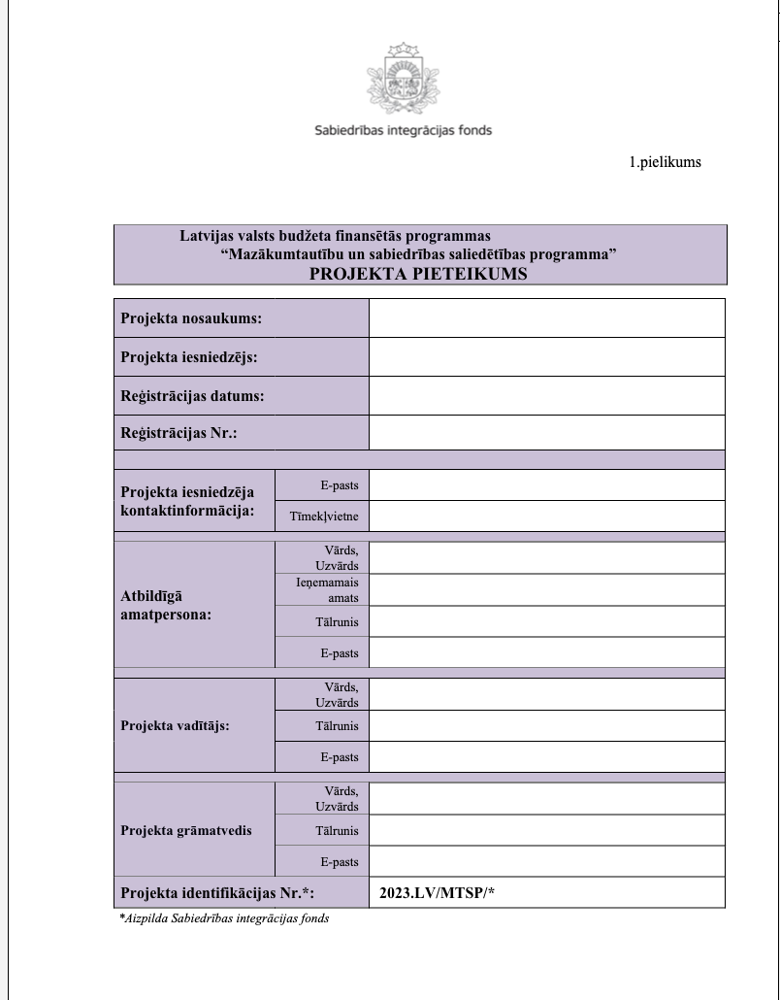 Sabiedrības integrācijas fonds
1.pielikums
Latvijas valsts budžeta finansētās programmas
“Mazākumtautību un sabiedrības saliedētības programma”
PROJEKTA PIETEIKUMS
Projekta nosaukums:
Projekta iesniedzējs:
Reģistrācijas datums:
Reģistrācijas Nr.:
Projekta iesniedzēja
kontaktinformācija:
E-pasts
Tīmekļvietne
Atbildīgā
amatpersona:
Vārds,
Uzvārds
Ieņemamais
amats
Tālrunis
E-pasts
Projekta vadītājs:
Vārds,
Uzvārds
Tālrunis
E-pasts
Projekta grāmatvedis
Vārds,
Uzvārds
Tālrunis
E-pasts
Projekta identifikācijas Nr.*: 2023.LV/MTSP/*
*Aizpilda Sabiedrības integrācijas fonds